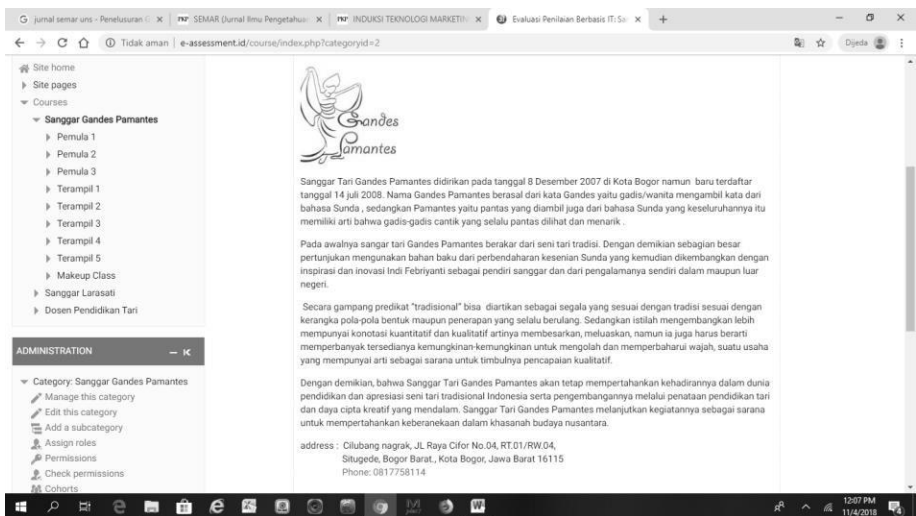 jurnal semar uns - Penelusuran G
SEMAR (Jurnal Ilmu Pengetahua
INDUKSI TEKNOLOGI MARKETIN
Evaluasi Penilaian Berbasis IT: Sa
Tidak aman | e-assessment.id/course/index.php?categoryid=2
Dijeda
Site home
Site pages
Courses
Sanggar Gandes Pamantes
Pemula 1
Pemula 2
Pemula 3
Terampil 1
Terampil 2
Terampil 3
Terampil 4
Terampil 5
Makeup Class
Sanggar Larasati
Dosen Pendidikan Tari
ADMINISTRATION
Category: Sanggar Gandes Pamantes
Manage this category
Edit this category
Add a subcategory
Assign roles
Permissions
Check permissions
Cohorts
Gandes
Pamantes
Sanggar Tari Gandes Pamantes didirikan pada tanggal 8 Desember 2007 di Kota Bogor namun baru terdaftar
tanggal 14 juli 2008. Nama Gandes Pamantes berasal dari kata Gandes yaitu gadis/wanita mengambil kata dari
bahasa Sunda , sedangkan Pamantes yaitu pantas yang diambil juga dari bahasa Sunda yang keseluruhannya itu
memiliki arti bahwa gadis-gadis cantik yang selalu pantas dilihat dan menarik .
Pada awalnya sangar tari Gandes Pamantes berakar dari seni tari tradisi. Dengan demikian sebagian besar
pertunjukan mengunakan bahan baku dari perbendaharan kesenian Sunda yang kemudian dikembangkan dengan
inspirasi dan inovasi Indi Febriyanti sebagai pendiri sanggar dan dari pengalamanya sendiri dalam maupun luar
negeri.
Secara gampang predikat "tradisional" bisa diartikan sebagai segala yang sesuai dengan tradisi sesuai dengan
kerangka pola-pola bentuk maupun penerapan yang selalu berulang. Sedangkan istilah mengembangkan lebih
mempunyai konotasi kuantitatif dan kualitatif artinya membesarkan, meluaskan, namun ia juga harus berarti
memperbanyak tersedianya kemungkinan-kemungkinan untuk mengolah dan memperbaharui wajah, suatu usaha
yang mempunyai arti sebagai sarana untuk timbulnya pencapaian kualitatif.
Dengan demikian, bahwa Sanggar Tari Gandes Pamantes akan tetap mempertahankan kehadirannya dalam dunia
pendidikan dan apresiasi seni tari tradisional Indonesia serta pengembangannya melalui penataan pendidikan tari
dan daya cipta kreatif yang mendalam. Sanggar Tari Gandes Pamantes melanjutkan kegiatannya sebagai sarana
untuk mempertahankan keberanekaan dalam khasanah budaya nusantara.
address : Cilubang nagrak, JL Raya Cifor No.04, RT.01/RW.04,
Situgede, Bogor Barat., Kota Bogor, Jawa Barat 16115
Phone: 0817758114
12:07 PM
11/4/2018